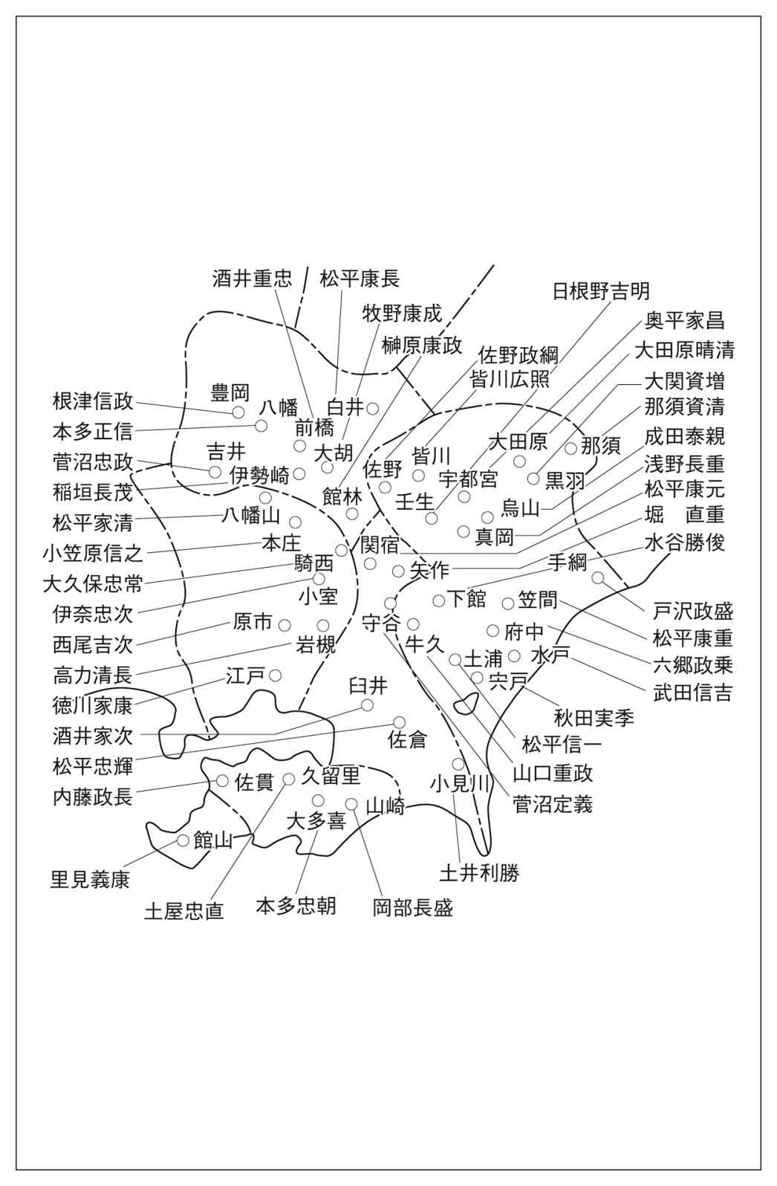 酒井重忠
松平康長
牧野康成
榊原康政
日根野吉明
奥平家昌
佐野政綱
大田原晴清
皆川広照
大関資増
那須資清
成田泰親
浅野長重
松平康元
堀　直重
水谷勝俊
根津信政
本多正信
菅沼忠政
稲垣長茂
松平家清
小笠原信之
大久保忠常
伊奈忠次
西尾吉次
高力清長
徳川家康
酒井家次
松平忠輝
内藤政長
里見義康
豊岡
八幡
白井
前橋
吉井
大胡
伊勢崎
館林
八幡山
本庄
騎西
小室
原市
岩槻
江戸
佐野
皆川
大田原
那須
宇都宮
黒羽
壬生
烏山
真岡
関宿
矢作
手綱
下館
笠間
守谷
牛久
府中
土浦
水戸
宍戸
臼井
佐倉
小見川
佐貫
久留里
大多喜
山崎
館山
戸沢政盛
松平康重
六郷政乗
武田信吉
秋田実季
松平信一
山口重政
菅沼定義
土井利勝
土屋忠直
本多忠朝
岡部長盛